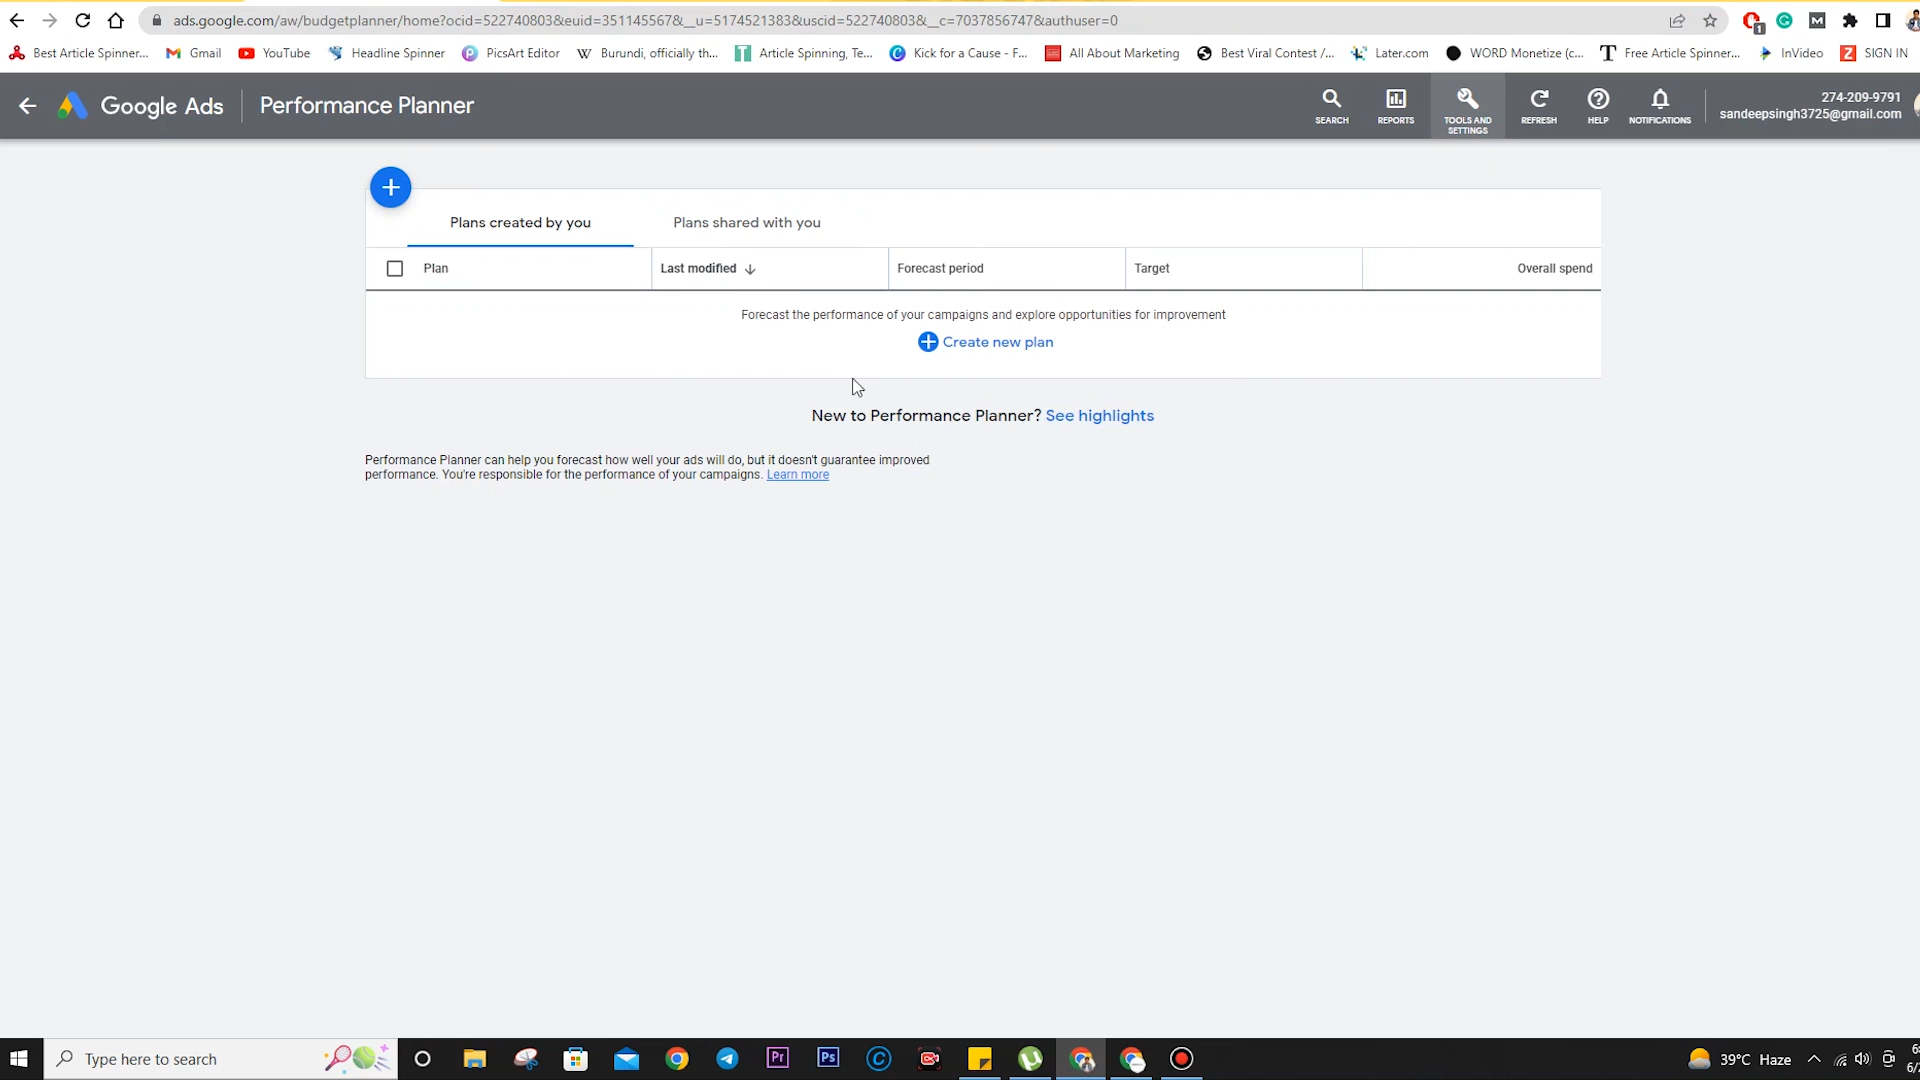 ads.google.com/aw/budgetplanner/home?ocid=522740803&euid=351145567&__u=5174521383&uscid=522740803&__c=7037856747&authuser=0
1
M
Best Article Spinner... Gmail YouTube Headline Spinner PicsArt Editor Burundi, officially th... Article Spinning, Te... Kick for a Cause - F... All About Marketing Best Viral Contest /... Later.com WORD Monetize (c... Free Article Spinner... InVideo SIGN IN
Google Ads Performance Planner
SEARCH REPORTS TOOLS AND SETTINGS REFRESH HELP NOTIFICATIONS
274-209-9791
sandeepsingh3725@gmail.com
Plans created by you Plans shared with you
Plan Last modified Forecast period Target Overall spend
Forecast the performance of your campaigns and explore opportunities for improvement
Create new plan
New to Performance Planner? See highlights
Performance Planner can help you forecast how well your ads will do, but it doesn't guarantee improved
performance. You're responsible for the performance of your campaigns. Learn more
Type here to search
Pr Ps
39°C Haze